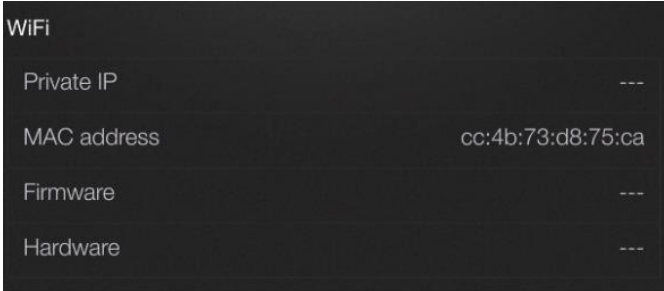 WiFi
Private IP ---
MAC address cc:4b:73:d8:75:ca
Firmware ---
Hardware ---